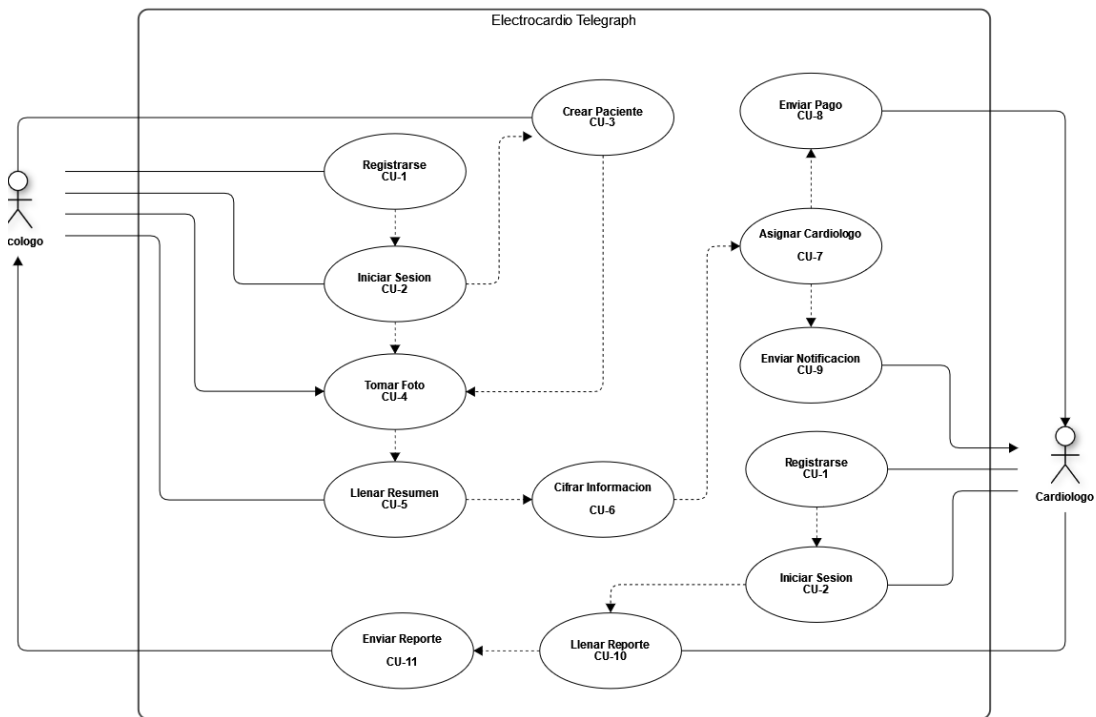 Electrocardio Telegraph
Crear Paciente
CU-3
Enviar Pago
CU-8
Registrarse
CU-1
cologo
Asignar Cardiologo
CU-7
Iniciar Sesion
CU-2
Enviar Notificacion
CU-9
Tomar Foto
CU-4
Registrarse
CU-1
Llenar Resumen
CU-5
Cifrar Informacion
CU-6
Cardiologo
Iniciar Sesion
CU-2
Enviar Reporte
CU-11
Llenar Reporte
CU-10